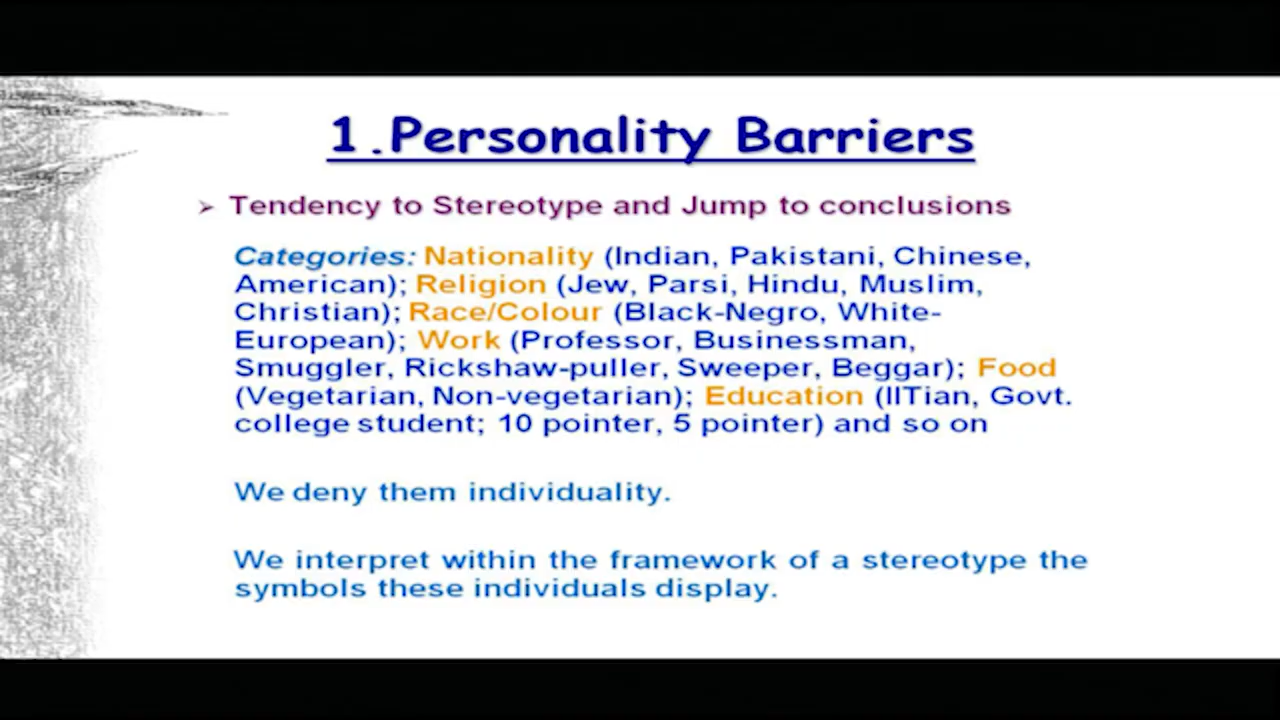 1.Personality Barriers
➢ Tendency to Stereotype and Jump to conclusions
Categories: Nationality (Indian, Pakistani, Chinese,
American); Religion (Jew, Parsi, Hindu, Muslim,
Christian); Race/Colour (Black-Negro, White-
European); Work (Professor, Businessman,
Smuggler, Rickshaw-puller, Sweeper, Beggar); Food
(Vegetarian, Non-vegetarian); Education (IITian, Govt.
college student; 10 pointer, 5 pointer) and so on
We deny them individuality.
We interpret within the framework of a stereotype the
symbols these individuals display.